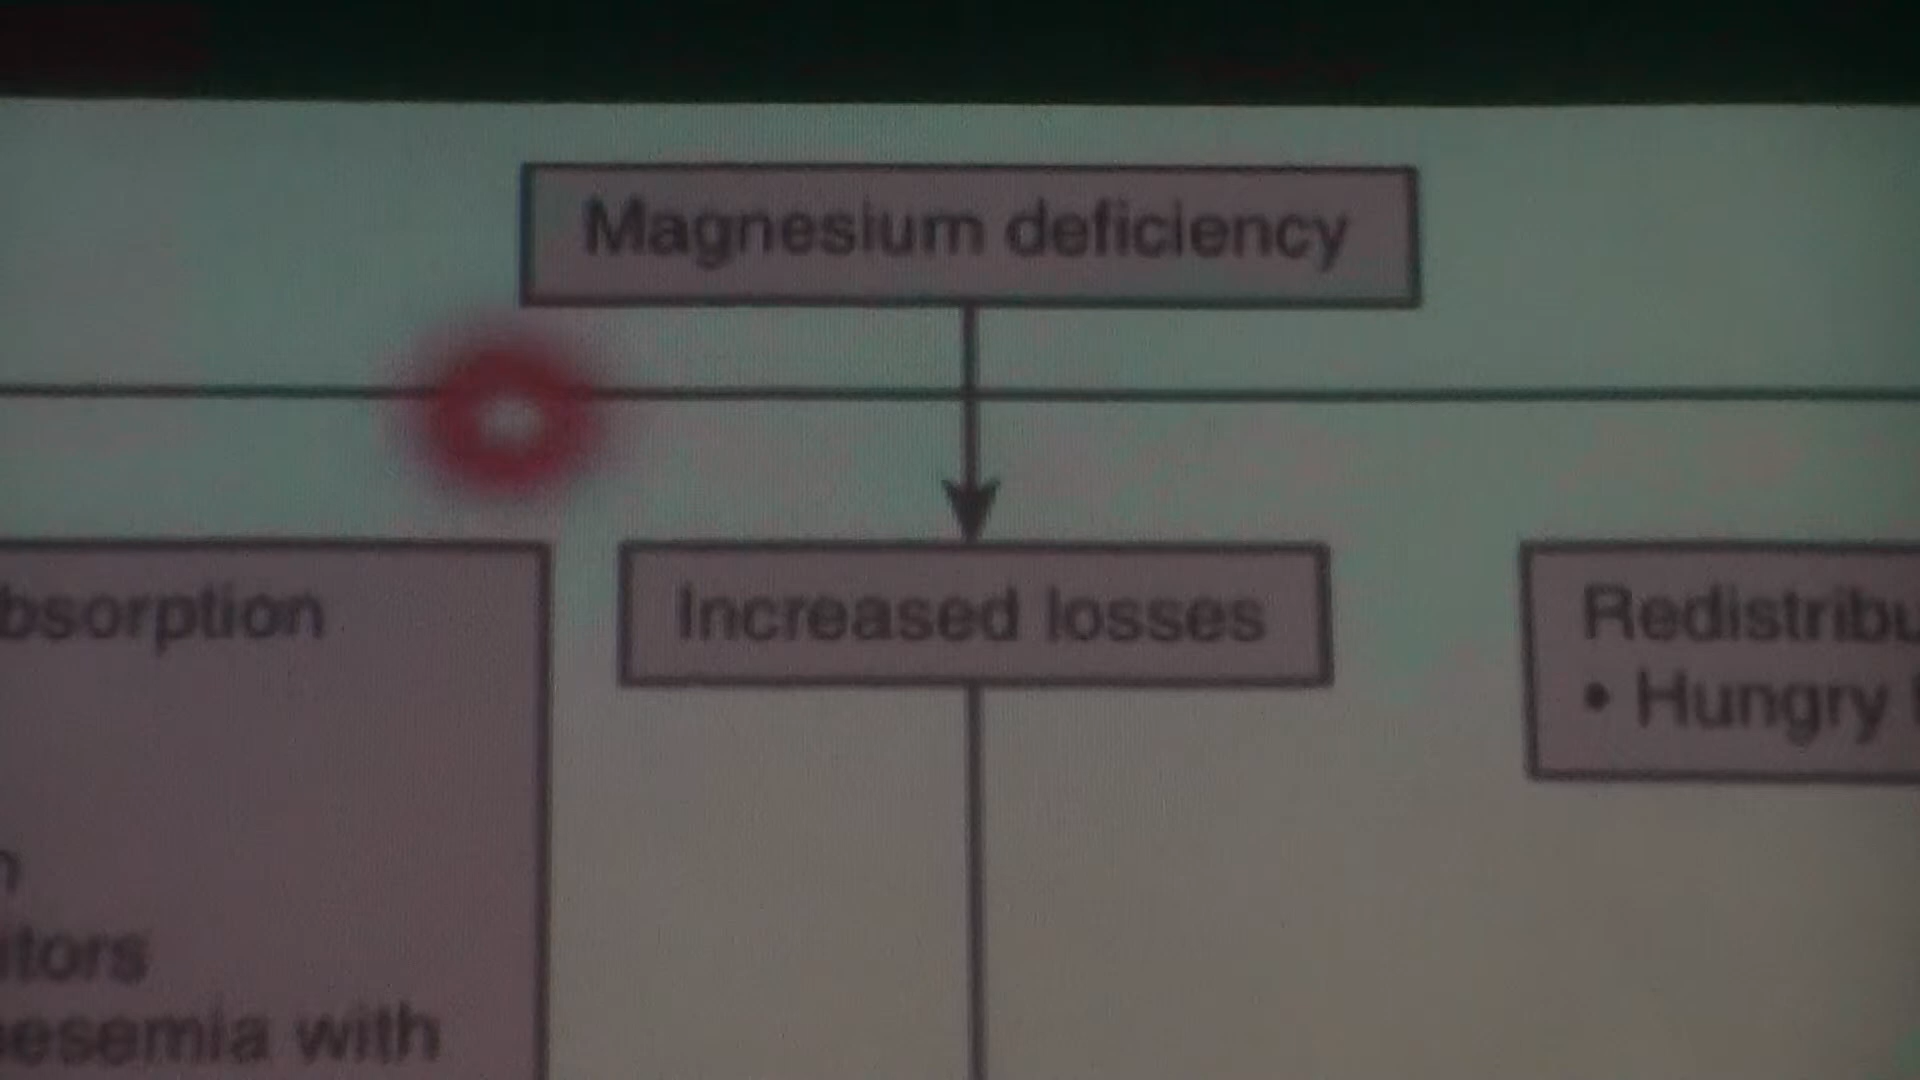 Magnesium deficiency
bsorption
Increased losses
Redistribu
• Hungry
itors
esemia with